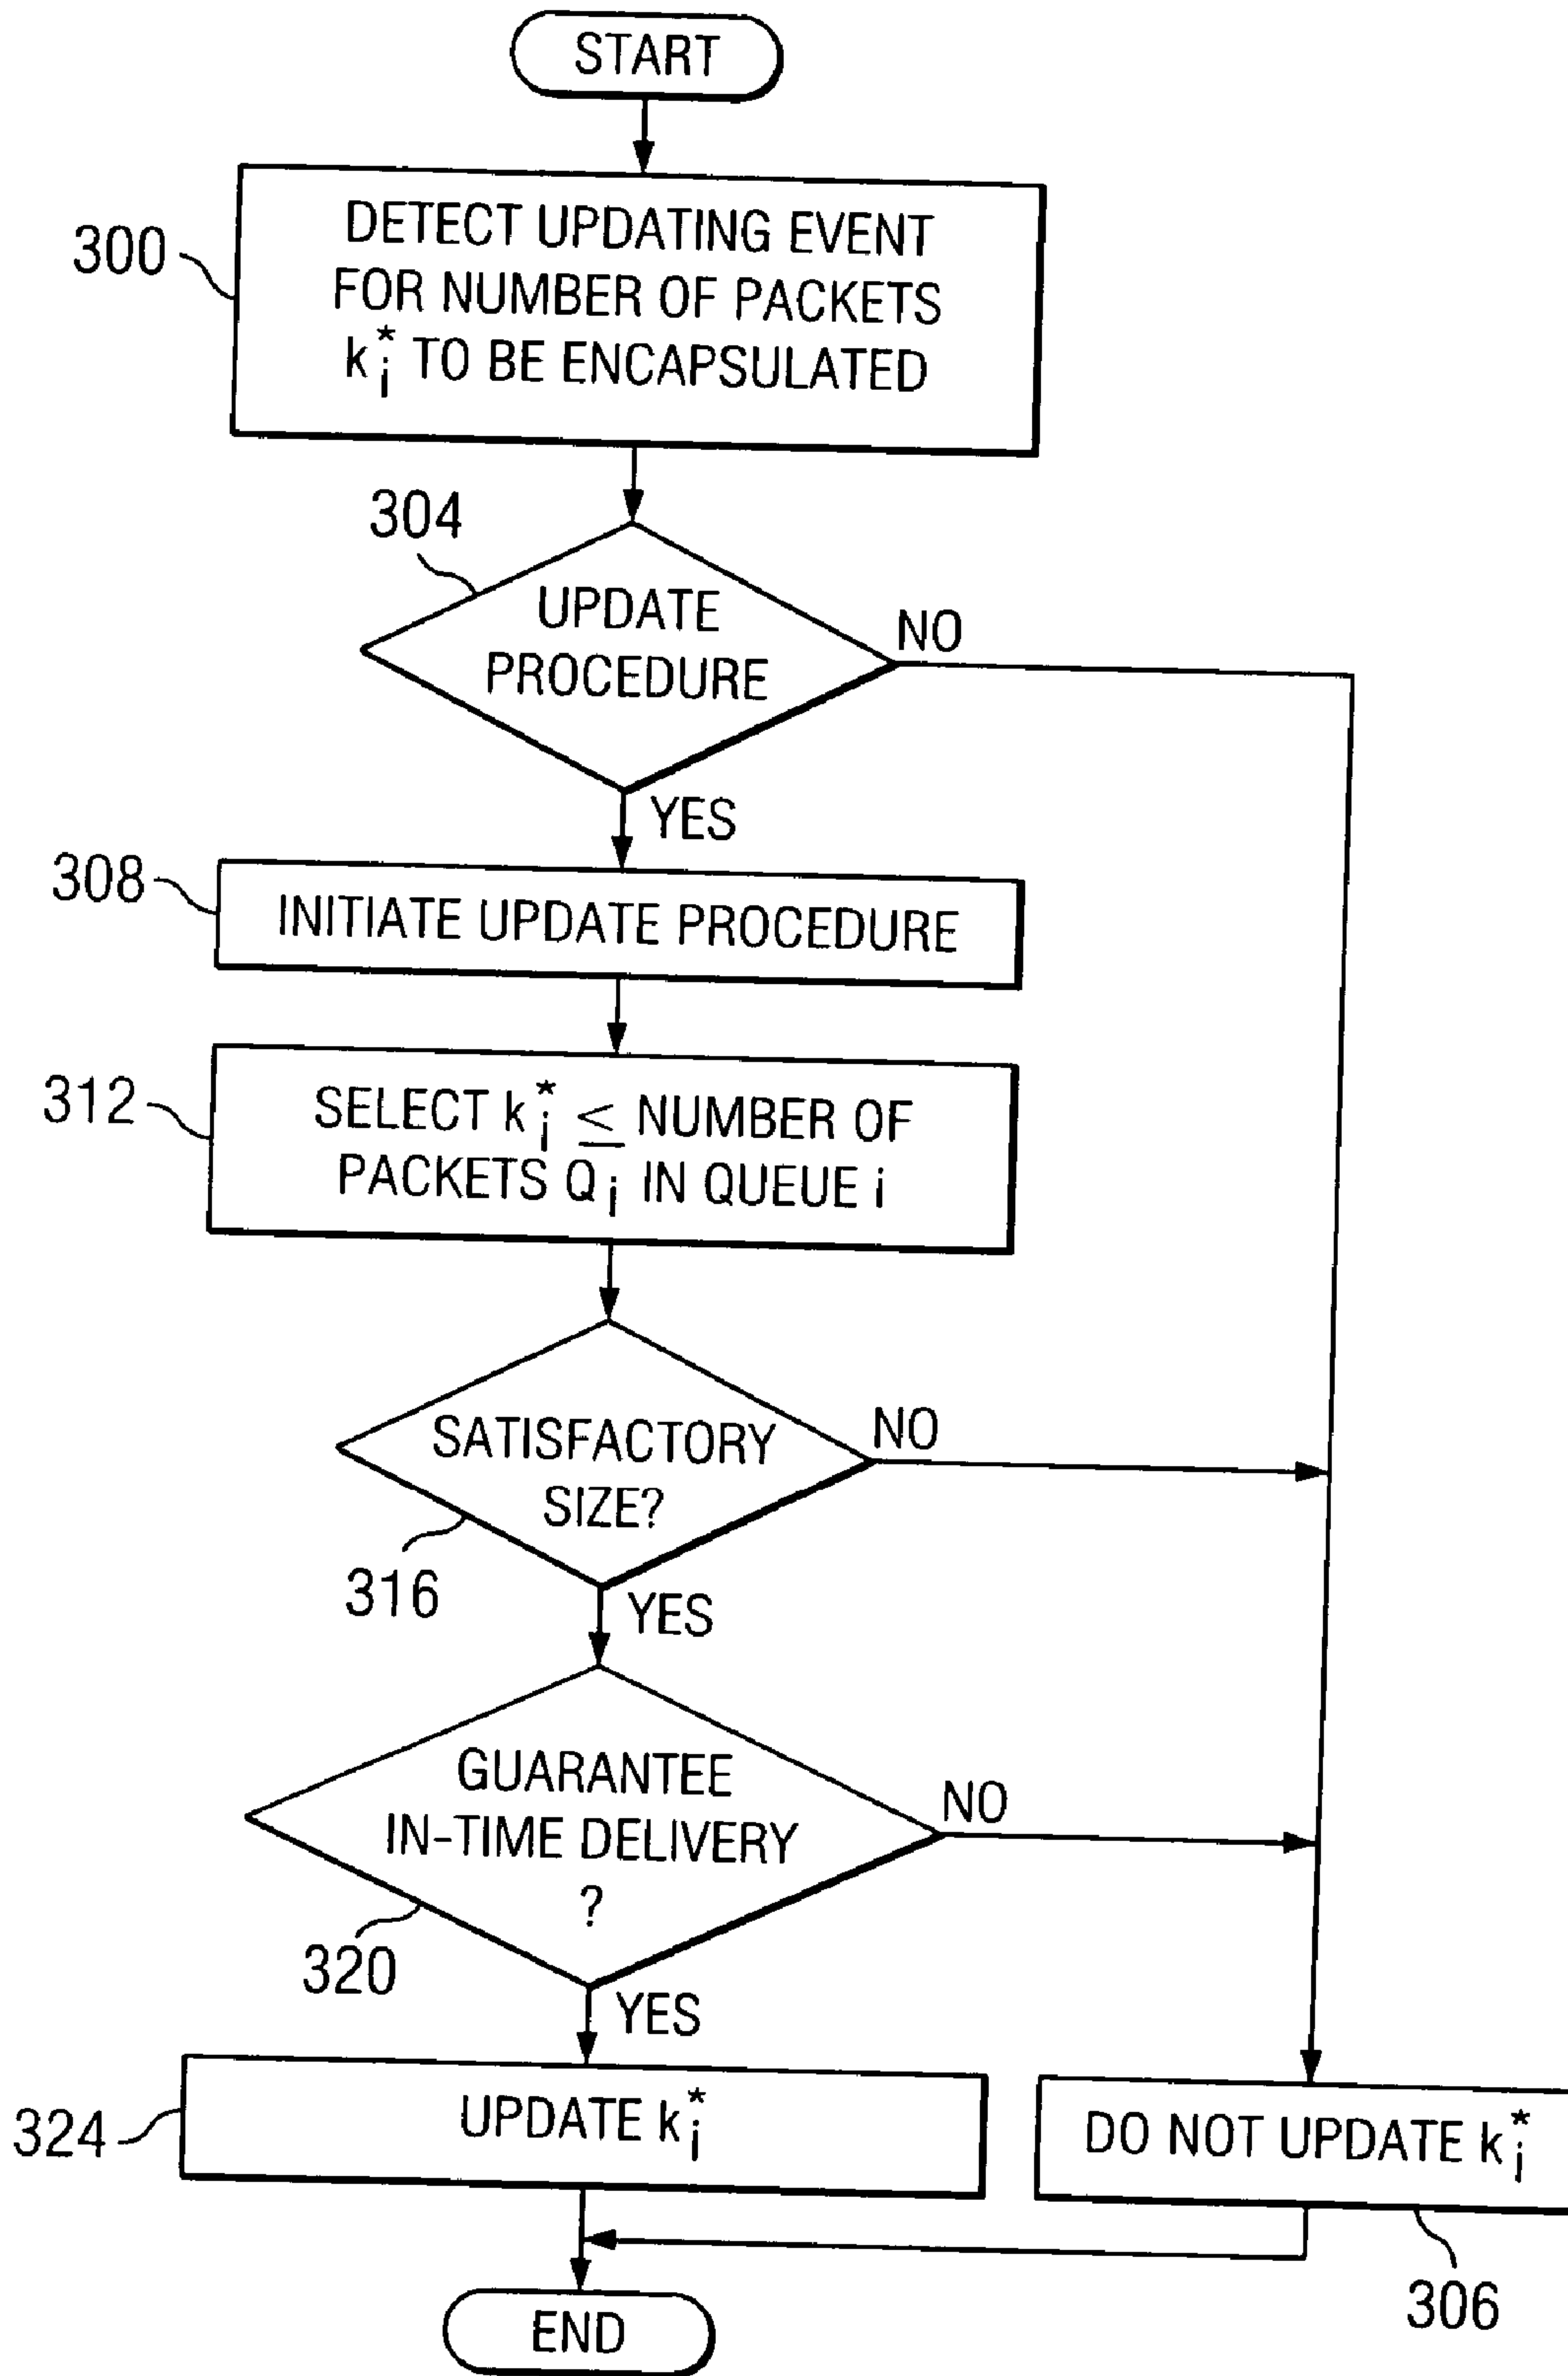 START
300
DETECT UPDATING EVENT
FOR NUMBER OF PACKETS
k*i TO BE ENCAPSULATED
304
UPDATE
PROCEDURE
NO
YES
308
INITIATE UPDATE PROCEDURE
312
SELECT k*i ≤ NUMBER OF
PACKETS Qi IN QUEUE i
SATISFACTORY
SIZE?
NO
316
YES
GUARANTEE
IN-TIME DELIVERY
?
NO
320
YES
324
UPDATE k*i
DO NOT UPDATE k*i
306
END